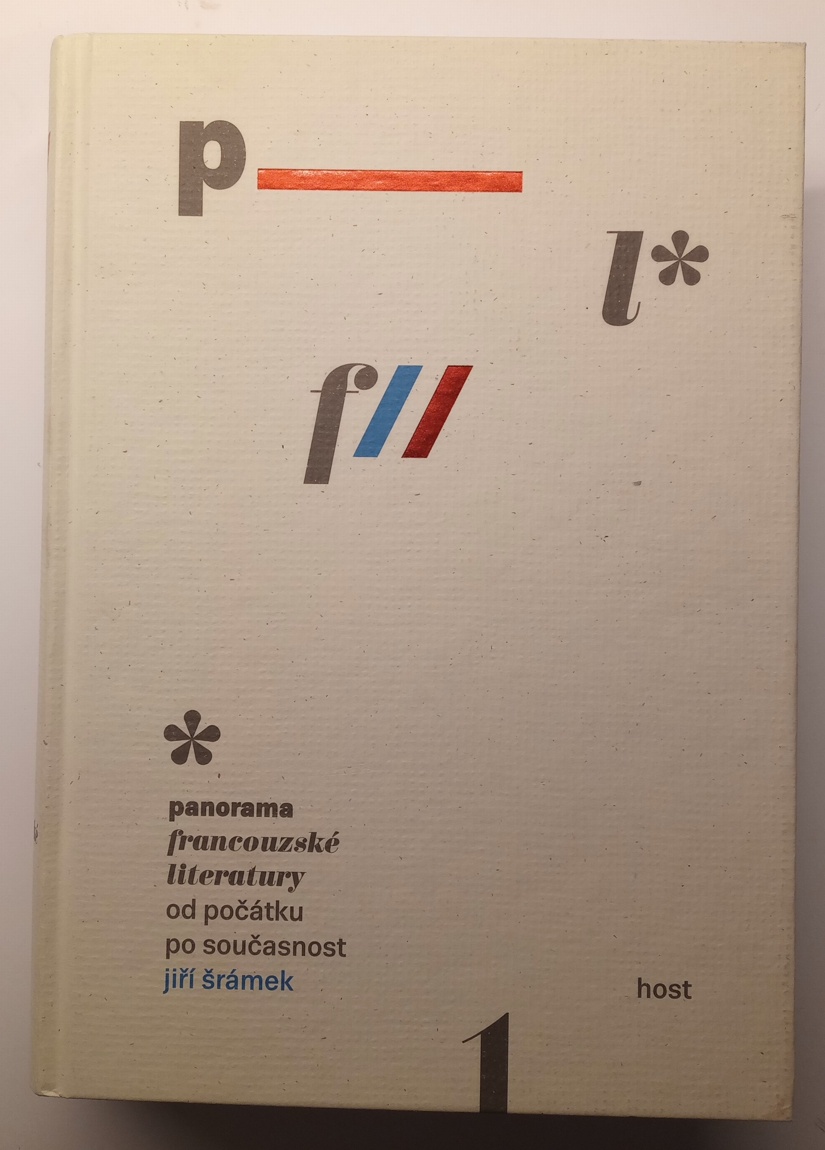 p
l*
f//
*
panorama
francouzské
literatury
od počátku
po současnost
jiří šrámek
host
1